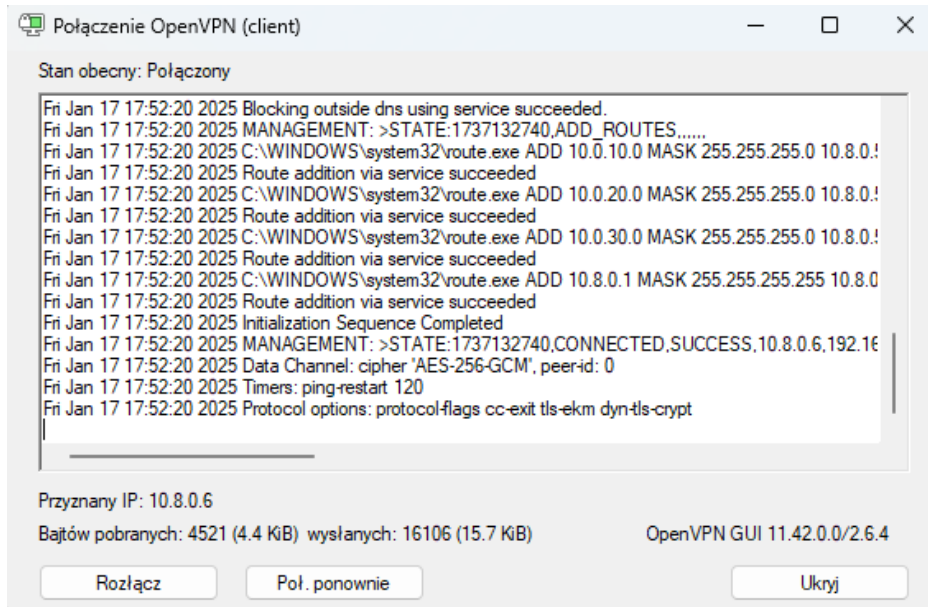 Połączenie OpenVPN (client)
Stan obecny: Połączony
Fri Jan 17 17:52:20 2025 Blocking outside dns using service succeeded.
Fri Jan 17 17:52:20 2025 MANAGEMENT: >STATE:1737132740,ADD_ROUTES,,,,,,
Fri Jan 17 17:52:20 2025 C:\WINDOWS\system32\route.exe ADD 10.0.10.0 MASK 255.255.255.0 10.8.0.5
Fri Jan 17 17:52:20 2025 Route addition via service succeeded
Fri Jan 17 17:52:20 2025 C:\WINDOWS\system32\route.exe ADD 10.0.20.0 MASK 255.255.255.0 10.8.0.
Fri Jan 17 17:52:20 2025 Route addition via service succeeded
Fri Jan 17 17:52:20 2025 C:\WINDOWS\system32\route.exe ADD 10.0.30.0 MASK 255.255.255.0 10.8.0.
Fri Jan 17 17:52:20 2025 Route addition via service succeeded
Fri Jan 17 17:52:20 2025 C:\WINDOWS\system32\route.exe ADD 10.8.0.1 MASK 255.255.255.255 10.8.0
Fri Jan 17 17:52:20 2025 Route addition via service succeeded
Fri Jan 17 17:52:20 2025 Initialization Sequence Completed
Fri Jan 17 17:52:20 2025 MANAGEMENT: >STATE:1737132740,CONNECTED,SUCCESS,10.8.0.6,192.16
Fri Jan 17 17:52:20 2025 Data Channel: cipher 'AES-256-GCM', peer-id: 0
Fri Jan 17 17:52:20 2025 Timers: ping-restart 120
Fri Jan 17 17:52:20 2025 Protocol options: protocol-flags cc-exit tls-ekm dyn-tls-crypt
Przyznany IP: 10.8.0.6
Bajtów pobranych: 4521 (4.4 KiB) wysłanych: 16106 (15.7 KiB) OpenVPN GUI 11.42.0.0/2.6.4
Rozłącz Poł. ponownie Ukryj